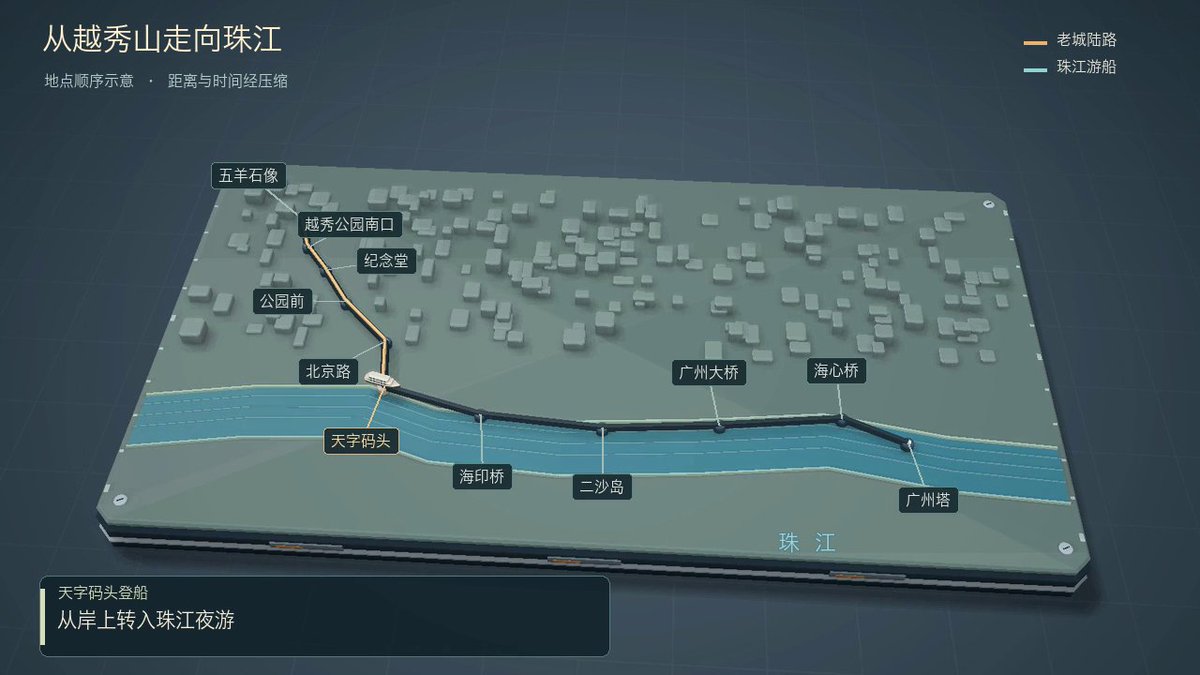 从越秀山走向珠江
地点顺序示意 · 距离与时间经压缩
老城陆路
珠江游船
五羊石像
越秀公园南口
纪念堂
公园前
北京路
广州大桥
海心桥
天字码头
海印桥
二沙岛
广州塔
珠江
天字码头登船
从岸上转入珠江夜游